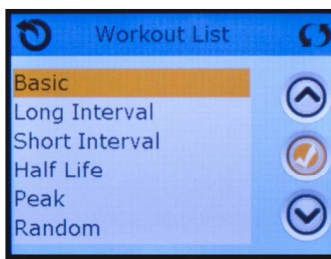 Workout List
Basic
Long Interval
Short Interval
Half Life
Peak
Random